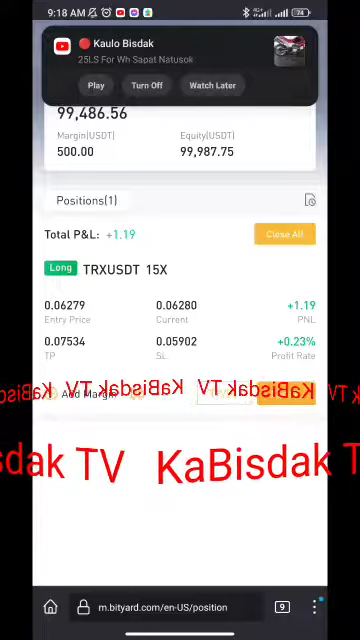 9:18 AM
74
Kaulo Bisdak
25LS For Wh Sapat Natusok
Play Turn Off Watch Later
99,486.56
Margin(USDT) Equity(USDT)
500.00 99,987.75
Positions(1)
Total P&L: +1.19 Close All
Long TRXUSDT 15X
0.06279 0.06280 +1.19
Entry Price Current PNL
0.07534 0.05902 +0.23%
TP SL Profit Rate
KaBisdak TV KaBisdak TV
Add Margin
sdak TV KaBisdak T
m.bityard.com/en-US/position
9